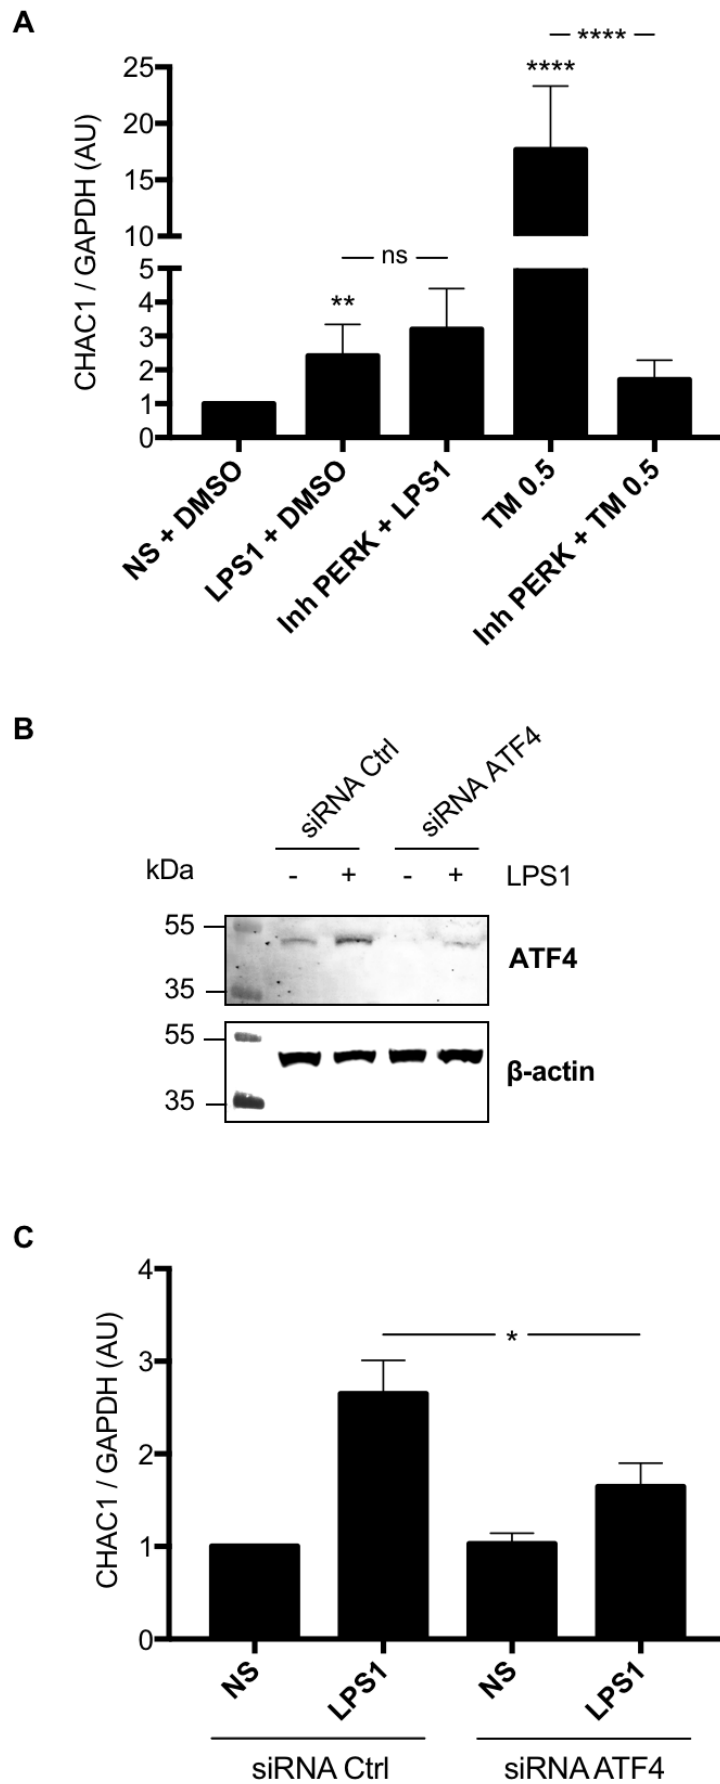 A
CHAC1 / GAPDH (AU)
25
20
15
10
5
4
3
2
1
0
****
****
ns
**
NS + DMSO
LPS1 + DMSO
Inh PERK + LPS1
TM 0.5
Inh PERK + TM 0.5
B
siRNA Ctrl
siRNA ATF4
kDa
- + - + LPS1
55
35
ATF4
55
35
β-actin
C
CHAC1 / GAPDH (AU)
4
3
2
1
0
*
NS
LPS1
NS
LPS1
siRNA Ctrl
siRNA ATF4